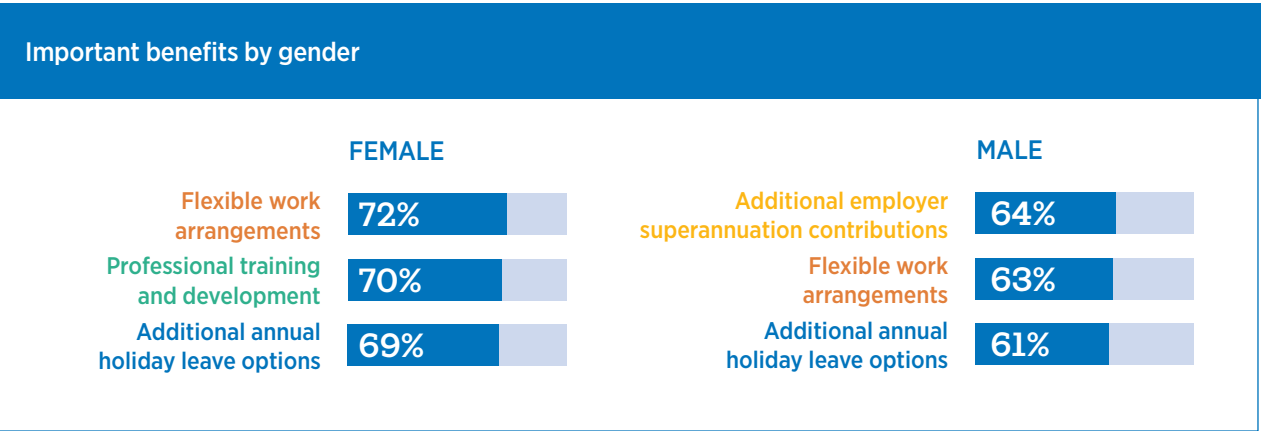 Important benefits by gender
FEMALE
Flexible work
arrangements
72%
Professional training
and development
70%
Additional annual
holiday leave options
69%
MALE
Additional employer
superannuation contributions
64%
Flexible work
arrangements
63%
Additional annual
holiday leave options
61%